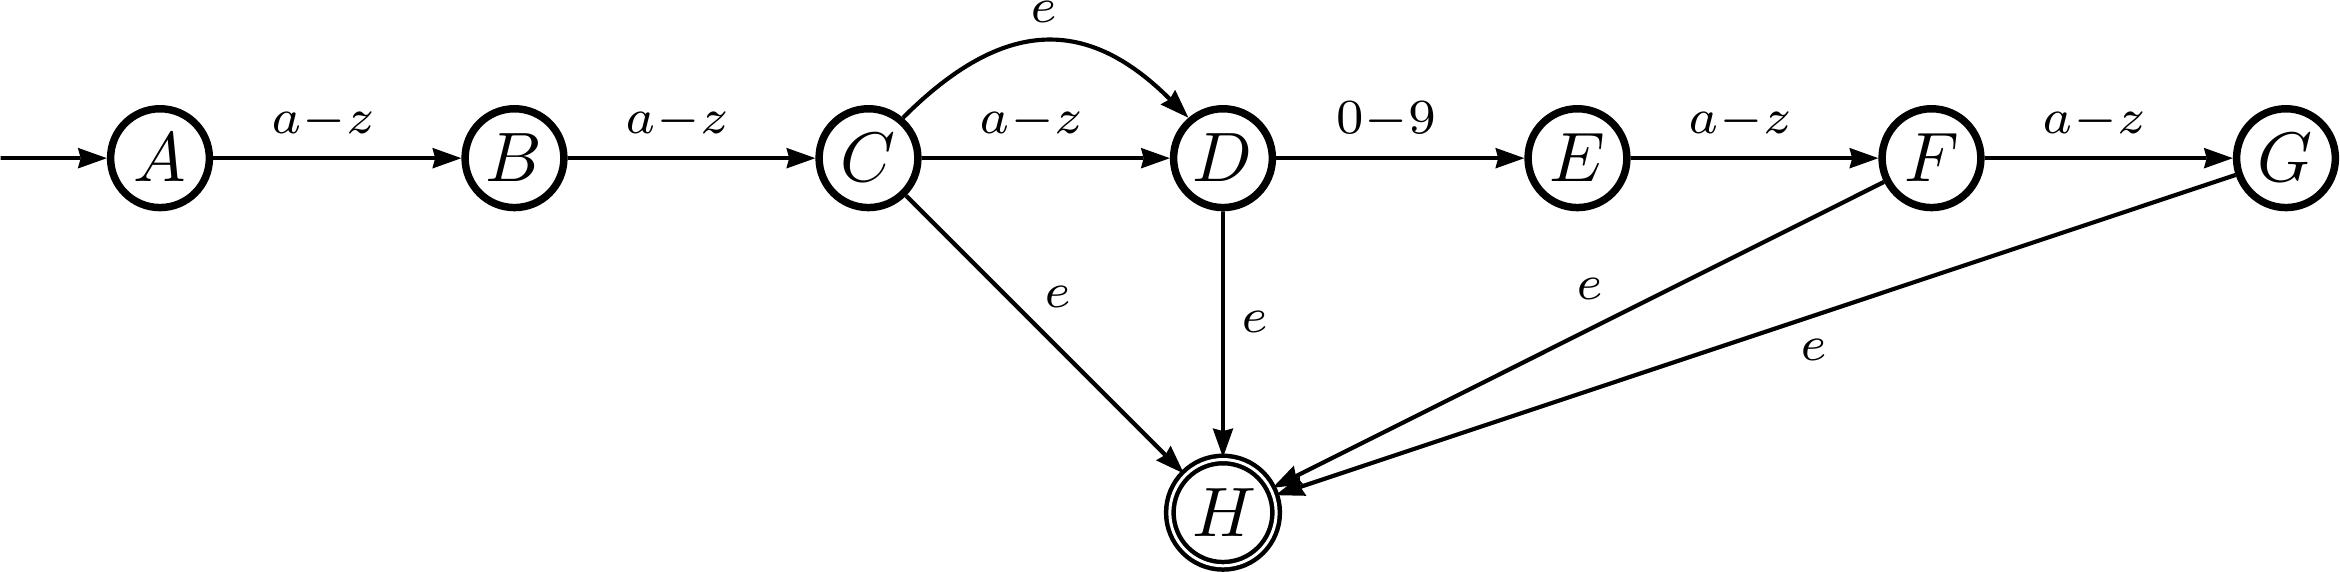 e
a−z a−z a−z 0−9 a−z a−z
A B C D E F G
e e e e
H